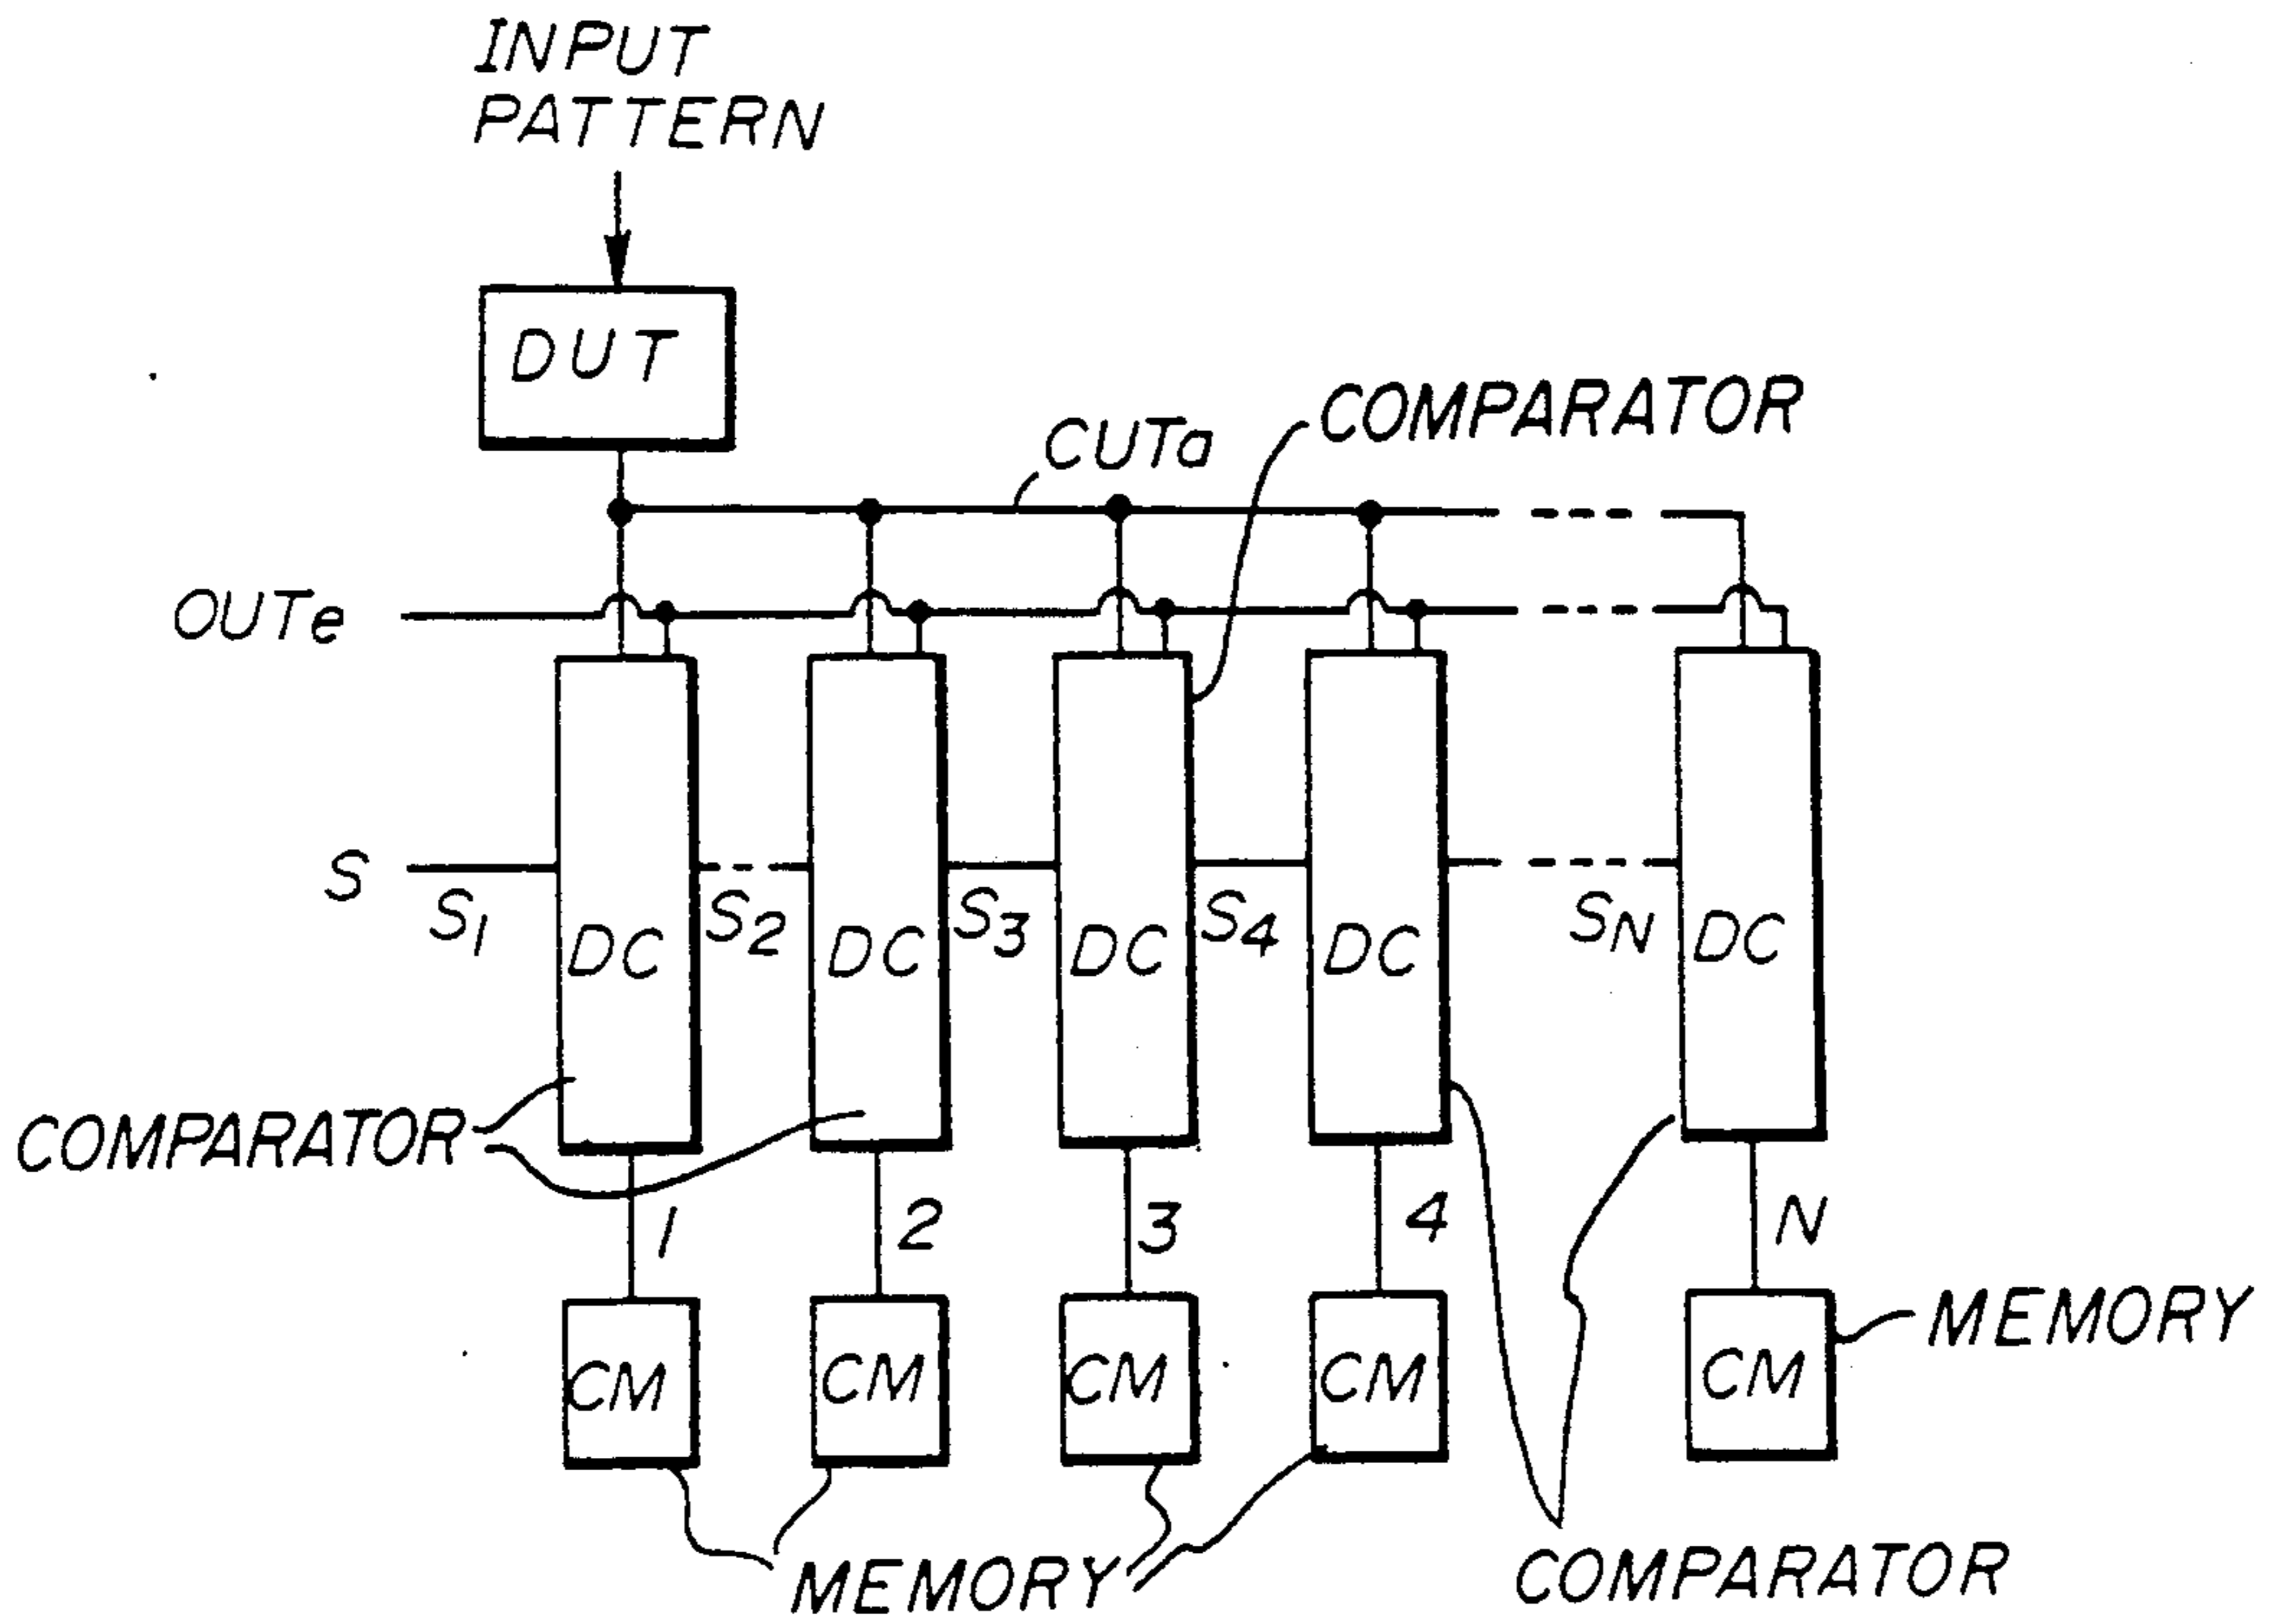 INPUT
PATTERN
DUT
COMPARATOR
CUTa
OUTe
S
S1
S2
S3
S4
SN
DC
DC
DC
DC
DC
COMPARATOR
1
2
3
4
N
MEMORY
CM
CM
CM
CM
CM
MEMORY
COMPARATOR